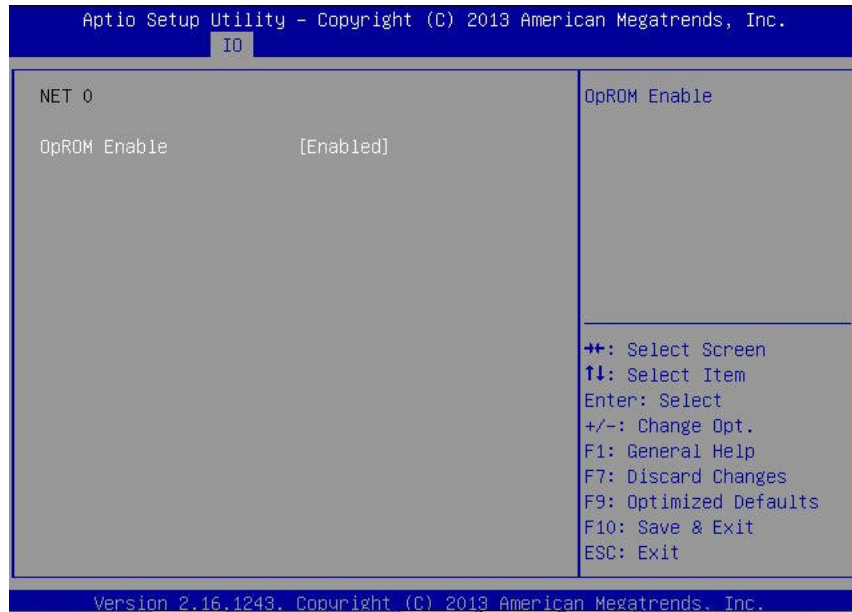 Aptio Setup Utility – Copyright (C) 2013 American Megatrends, Inc.
IO
NET 0
OpROM Enable [Enabled]
OpROM Enable
→←: Select Screen
↑↓: Select Item
Enter: Select
+/-: Change Opt.
F1: General Help
F7: Discard Changes
F9: Optimized Defaults
F10: Save & Exit
ESC: Exit
Version 2.16.1243. Copyright (C) 2013 American Megatrends, Inc.